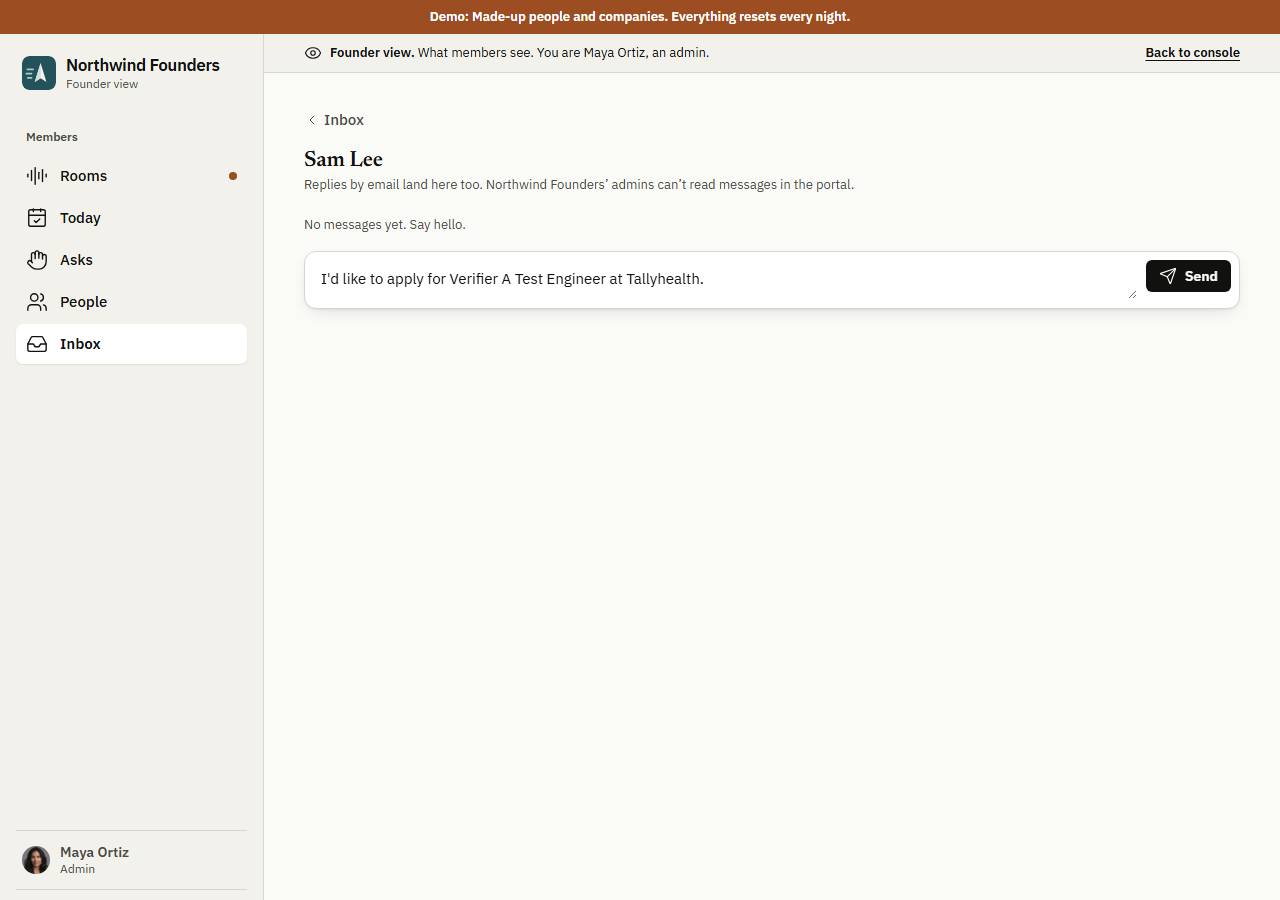 Demo: Made-up people and companies. Everything resets every night.
Northwind Founders
Founder view
Founder view. What members see. You are Maya Ortiz, an admin.
Back to console
Members
Rooms
Today
Asks
People
Inbox
Inbox
Sam Lee
Replies by email land here too. Northwind Founders’ admins can’t read messages in the portal.
No messages yet. Say hello.
I'd like to apply for Verifier A Test Engineer at Tallyhealth.
Send
Maya Ortiz
Admin